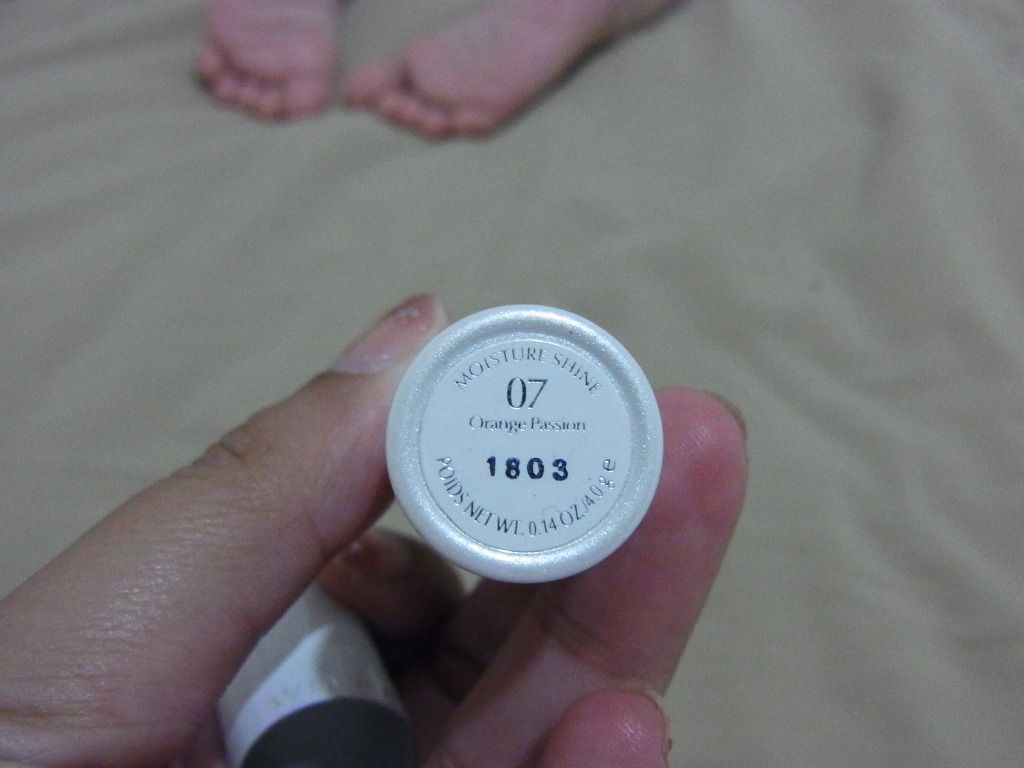 MOISTURE SHINE
07
Orange Passion
1803
POIDS NET WT. 0.14 OZ./4.0 g e